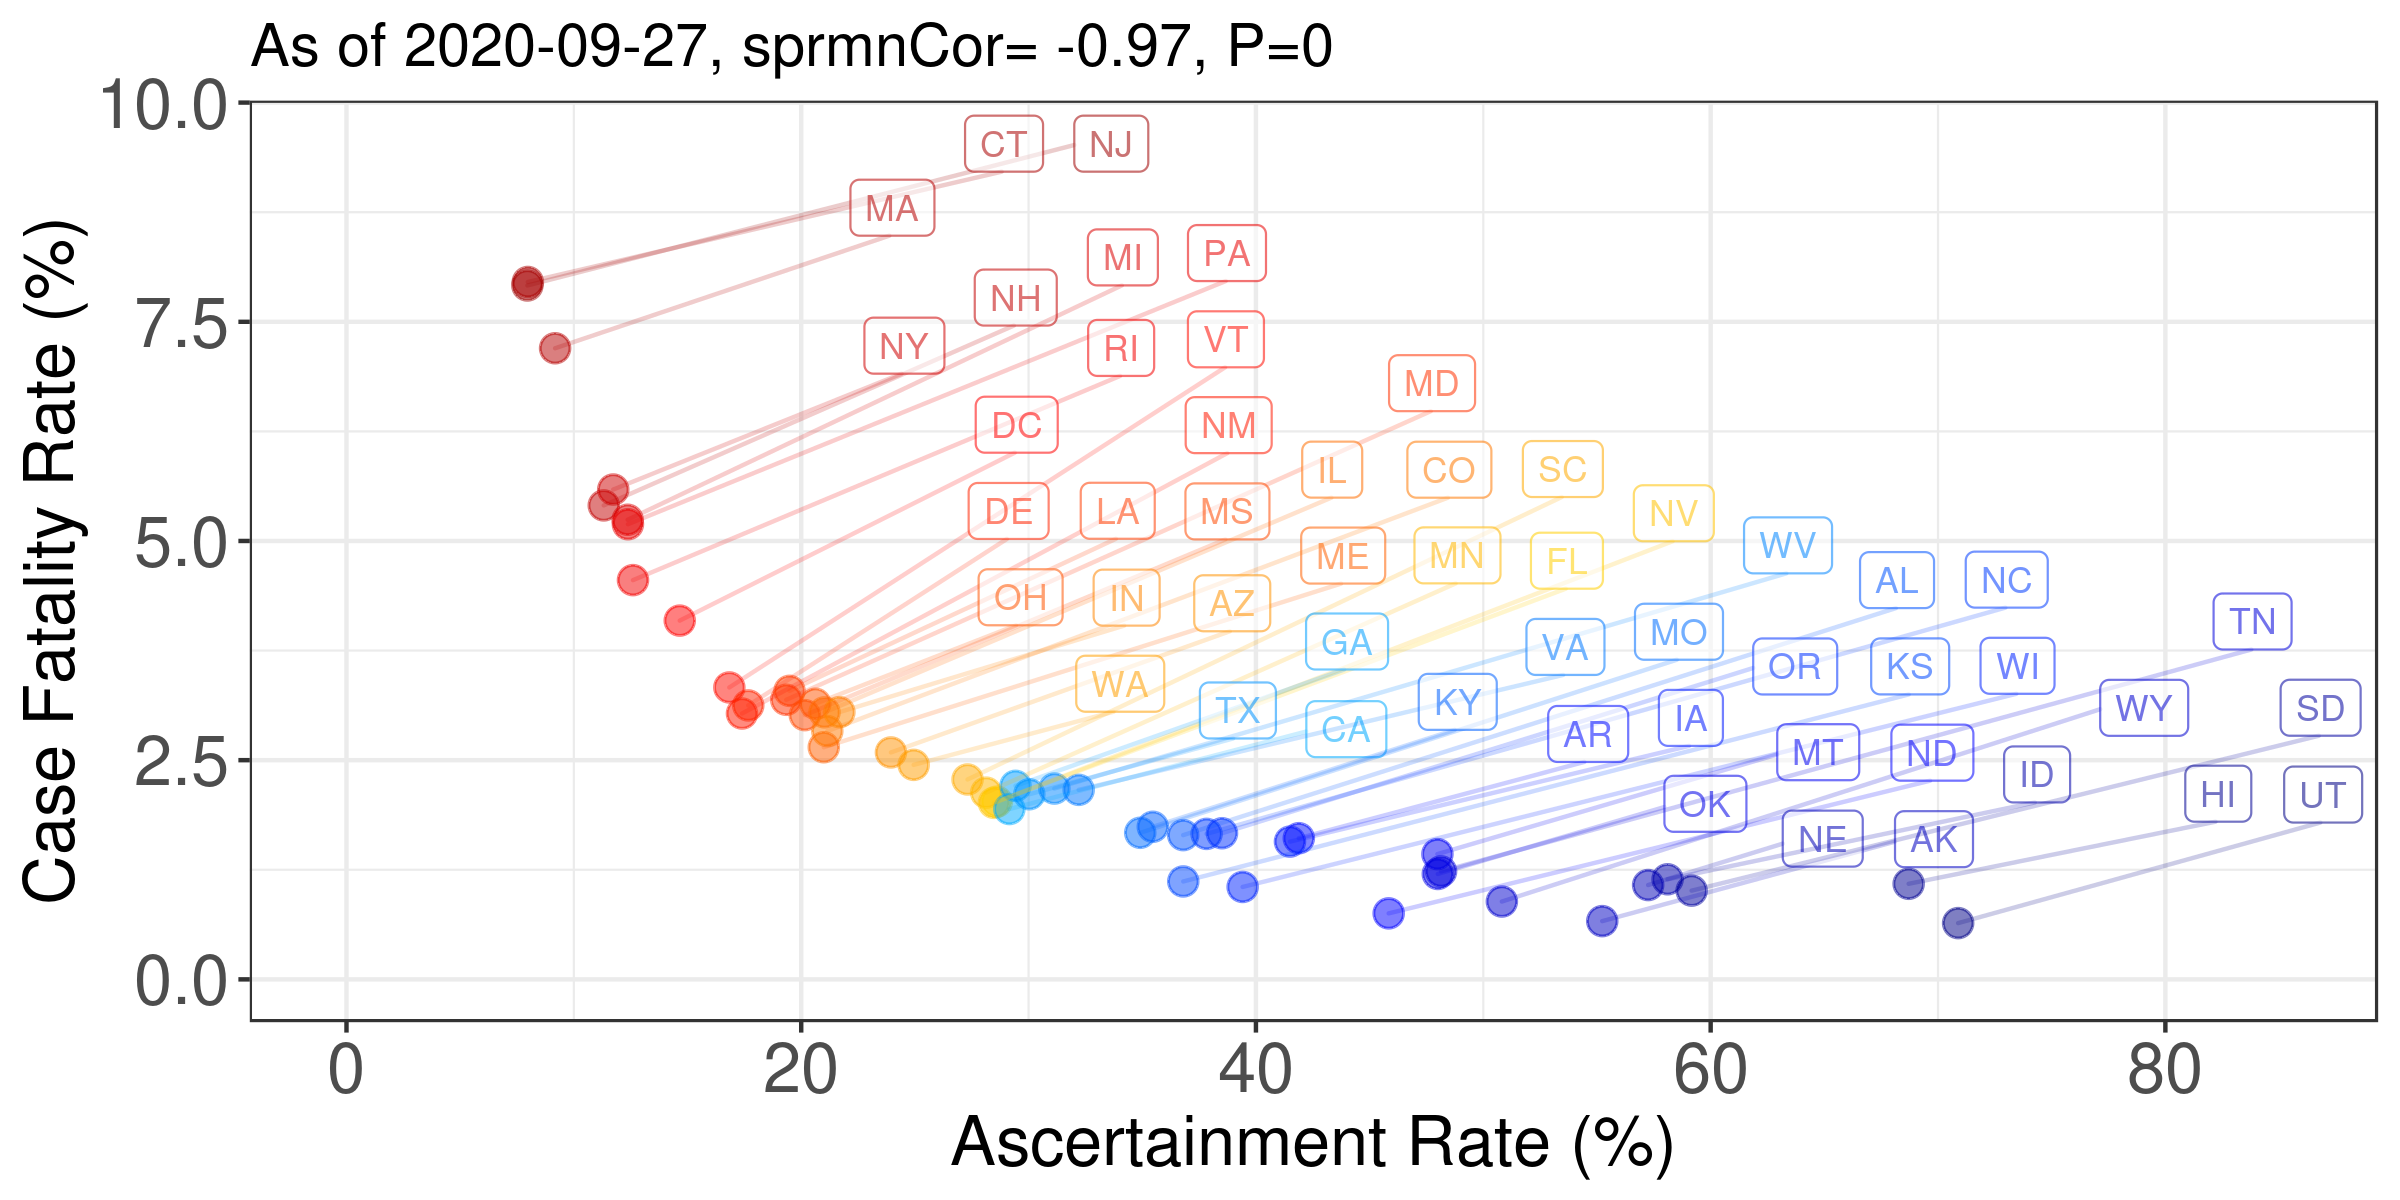 As of 2020-09-27, sprmnCor= -0.97, P=0
10.0
7.5
5.0
2.5
0.0
Case Fatality Rate (%)
CT
NJ
MA
MI
PA
NH
NY
RI
VT
MD
DC
NM
IL
CO
SC
DE
LA
MS
NV
ME
MN
FL
WV
OH
IN
AZ
AL
NC
GA
VA
MO
TN
WA
OR
KS
WI
TX
CA
KY
AR
IA
WY
SD
MT
ND
ID
HI
UT
OK
NE
AK
0
20
40
60
80
Ascertainment Rate (%)